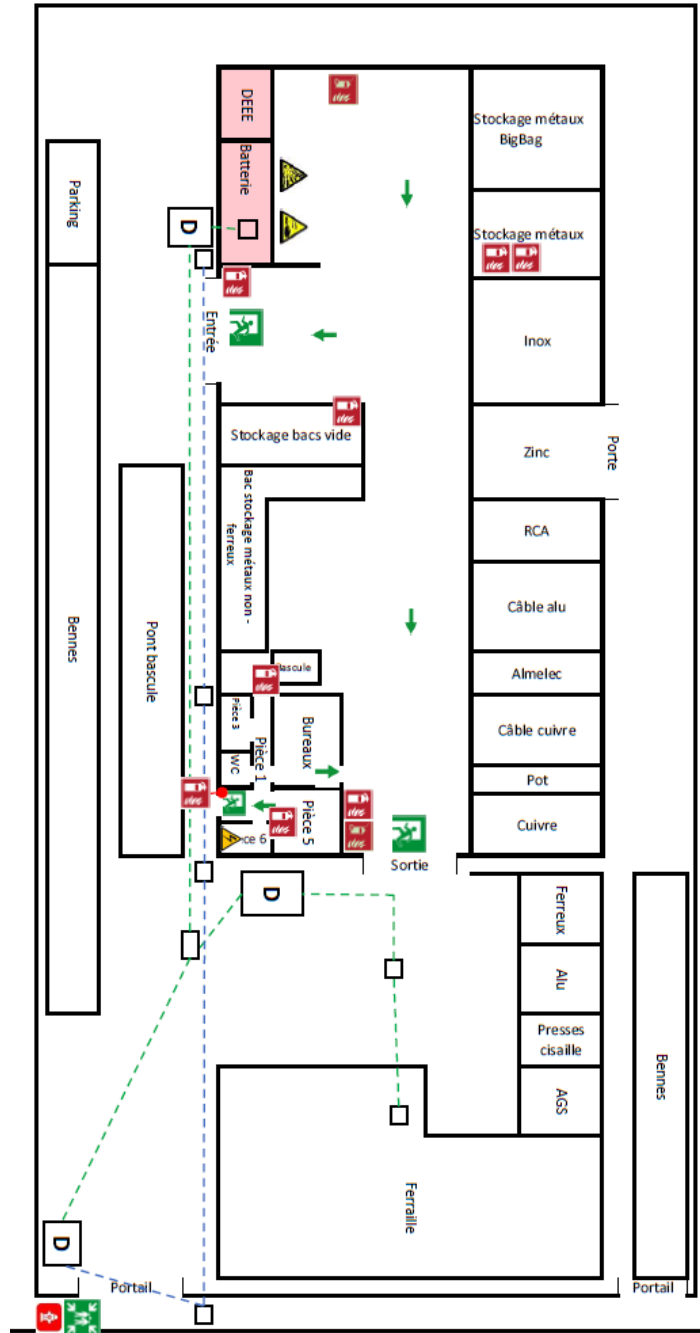 DEEE
Batterie
Parking
D
Entrée
Stockage métaux
BigBag
Stockage métaux
Inox
Zinc
Porte
Stockage bacs vide
Bac stockage métaux non -
ferreux
RCA
Câble alu
Almelec
Câble cuivre
Pot
Cuivre
Bennes
Pont bascule
Bascule
Pièce 3
WC
Pièce 1
Bureaux
Pièce 5
ce 6
Sortie
D
Ferreux
Alu
Presses
cisaille
AGS
Bennes
Ferraille
D
Portail
Portail